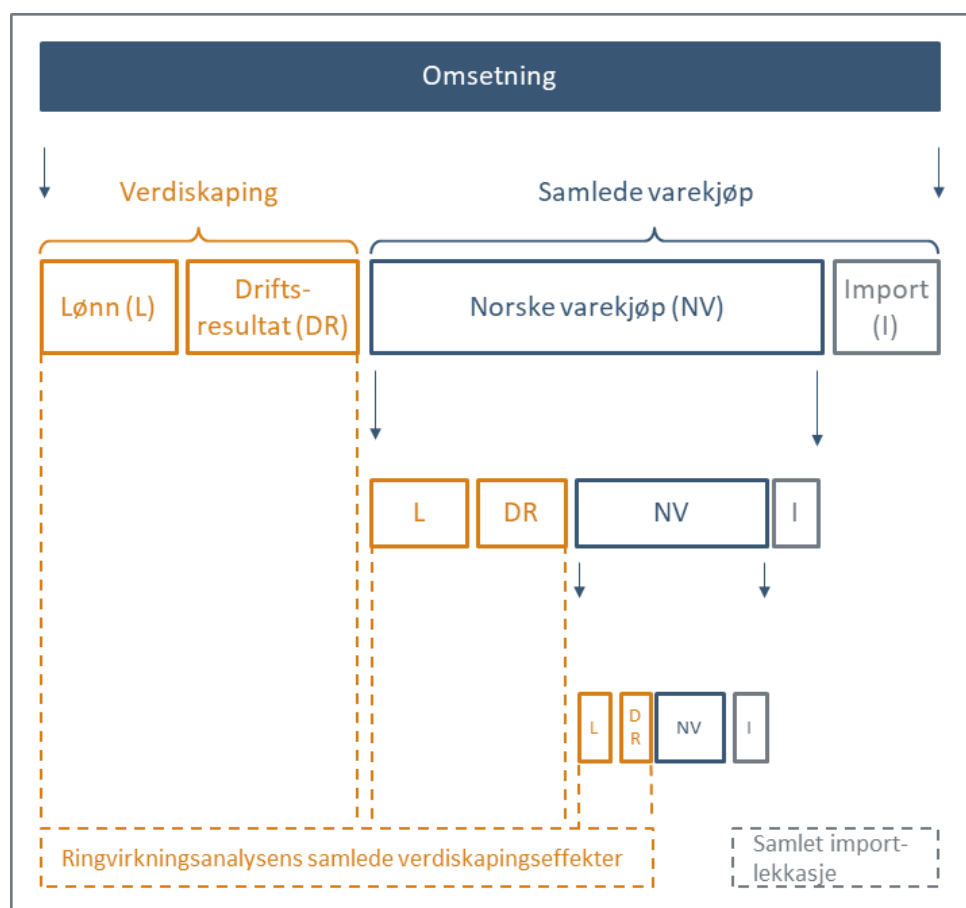 Omsetning
Verdiskaping
Samlede varekjøp
Lønn (L)
Drifts-
resultat (DR)
Norske varekjøp (NV)
Import
(I)
L
DR
NV
I
L
D
R
NV
I
Ringvirkningsanalysens samlede verdiskapingseffekter
Samlet import-
lekkasje